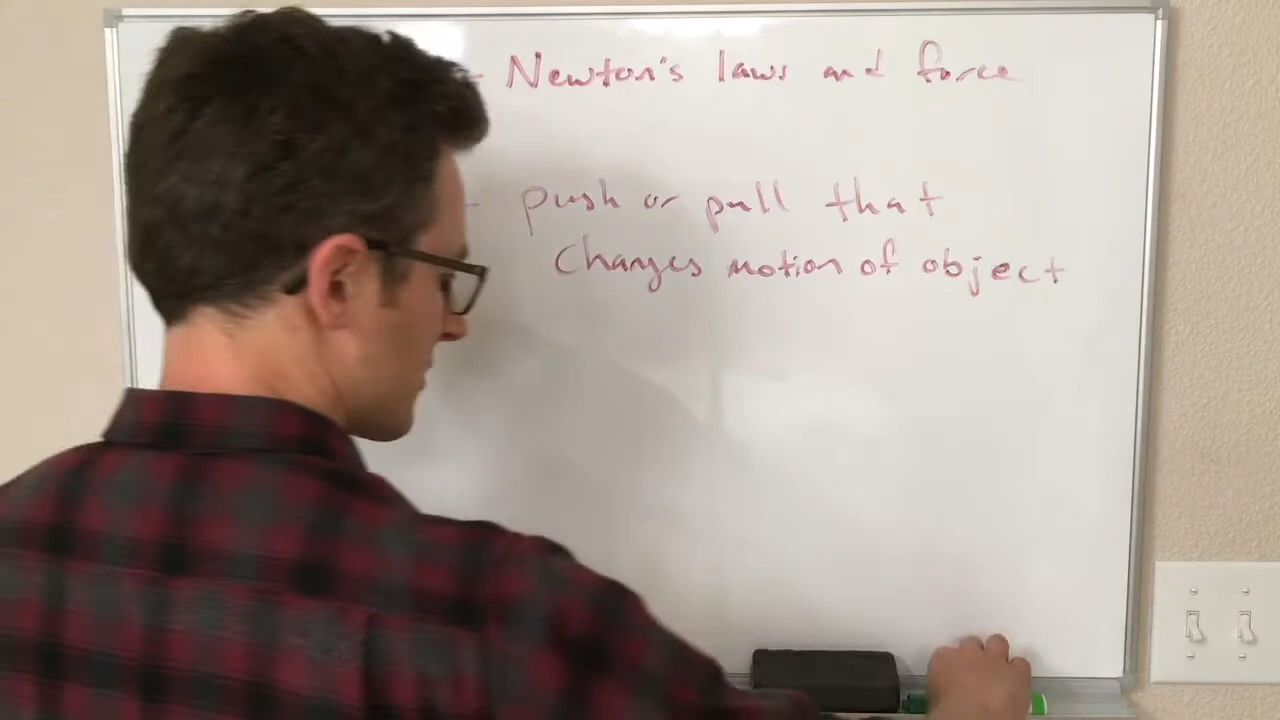 - Newton's laws and force
- push or pull that
changes motion of object